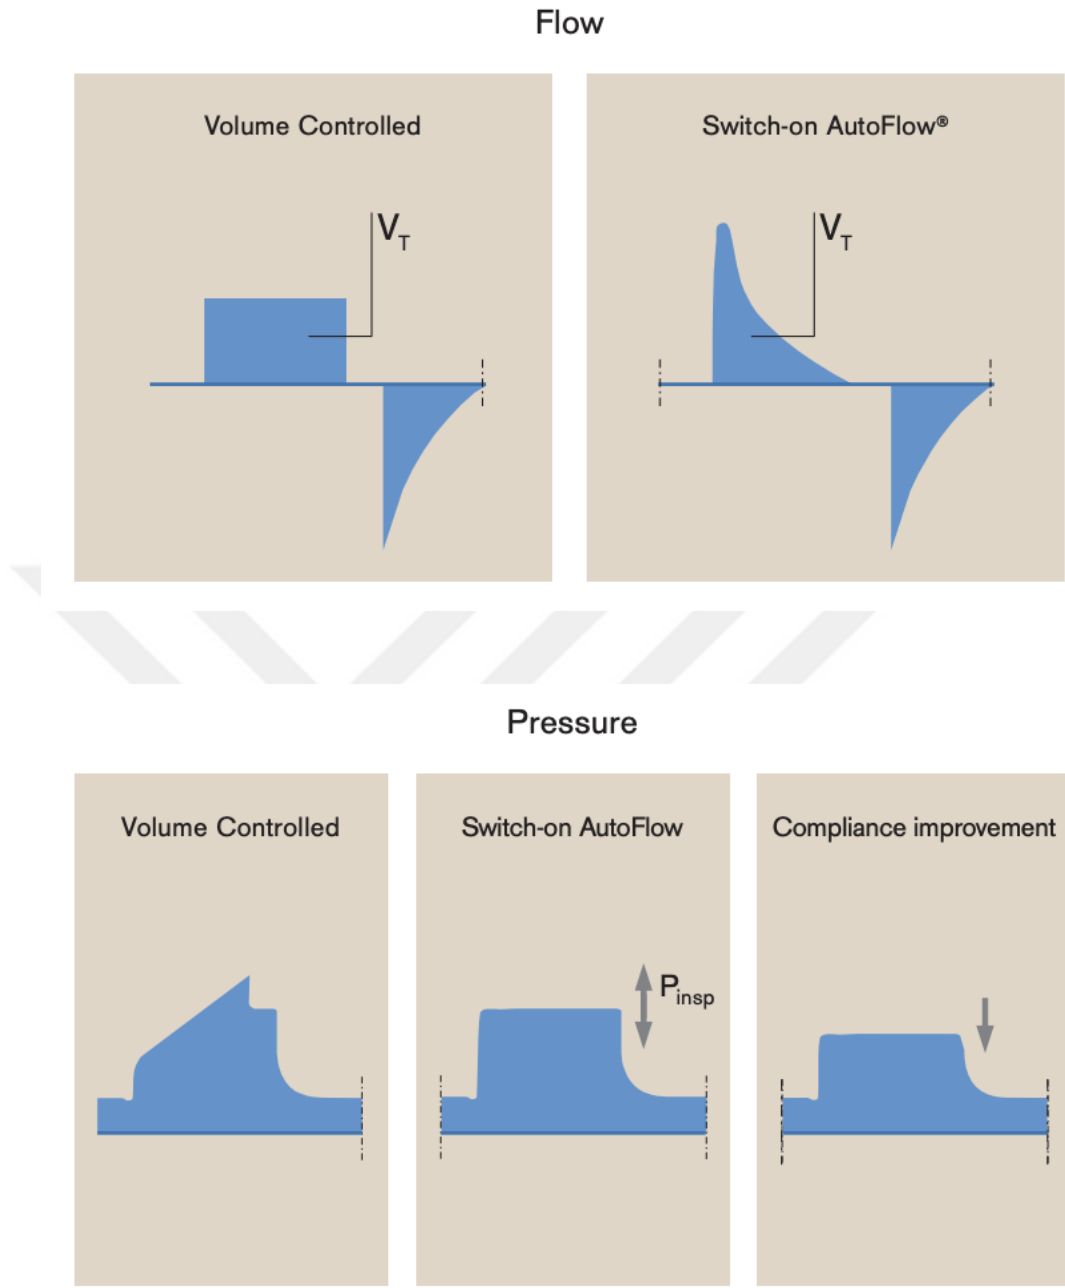 Flow
Volume Controlled
Switch-on AutoFlow®
VT
VT
Pressure
Volume Controlled
Switch-on AutoFlow
Compliance improvement
Pinsp